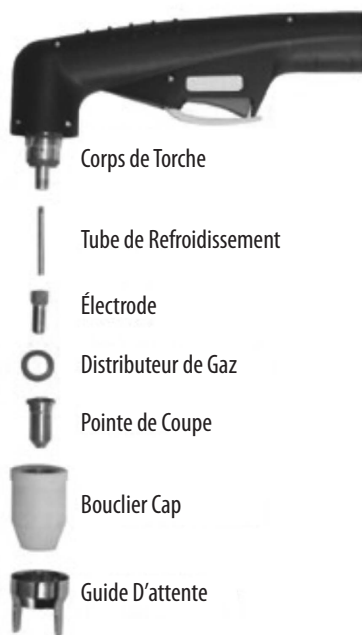 Corps de Torche
Tube de Refroidissement
Électrode
Distributeur de Gaz
Pointe de Coupe
Bouclier Cap
Guide D'attente